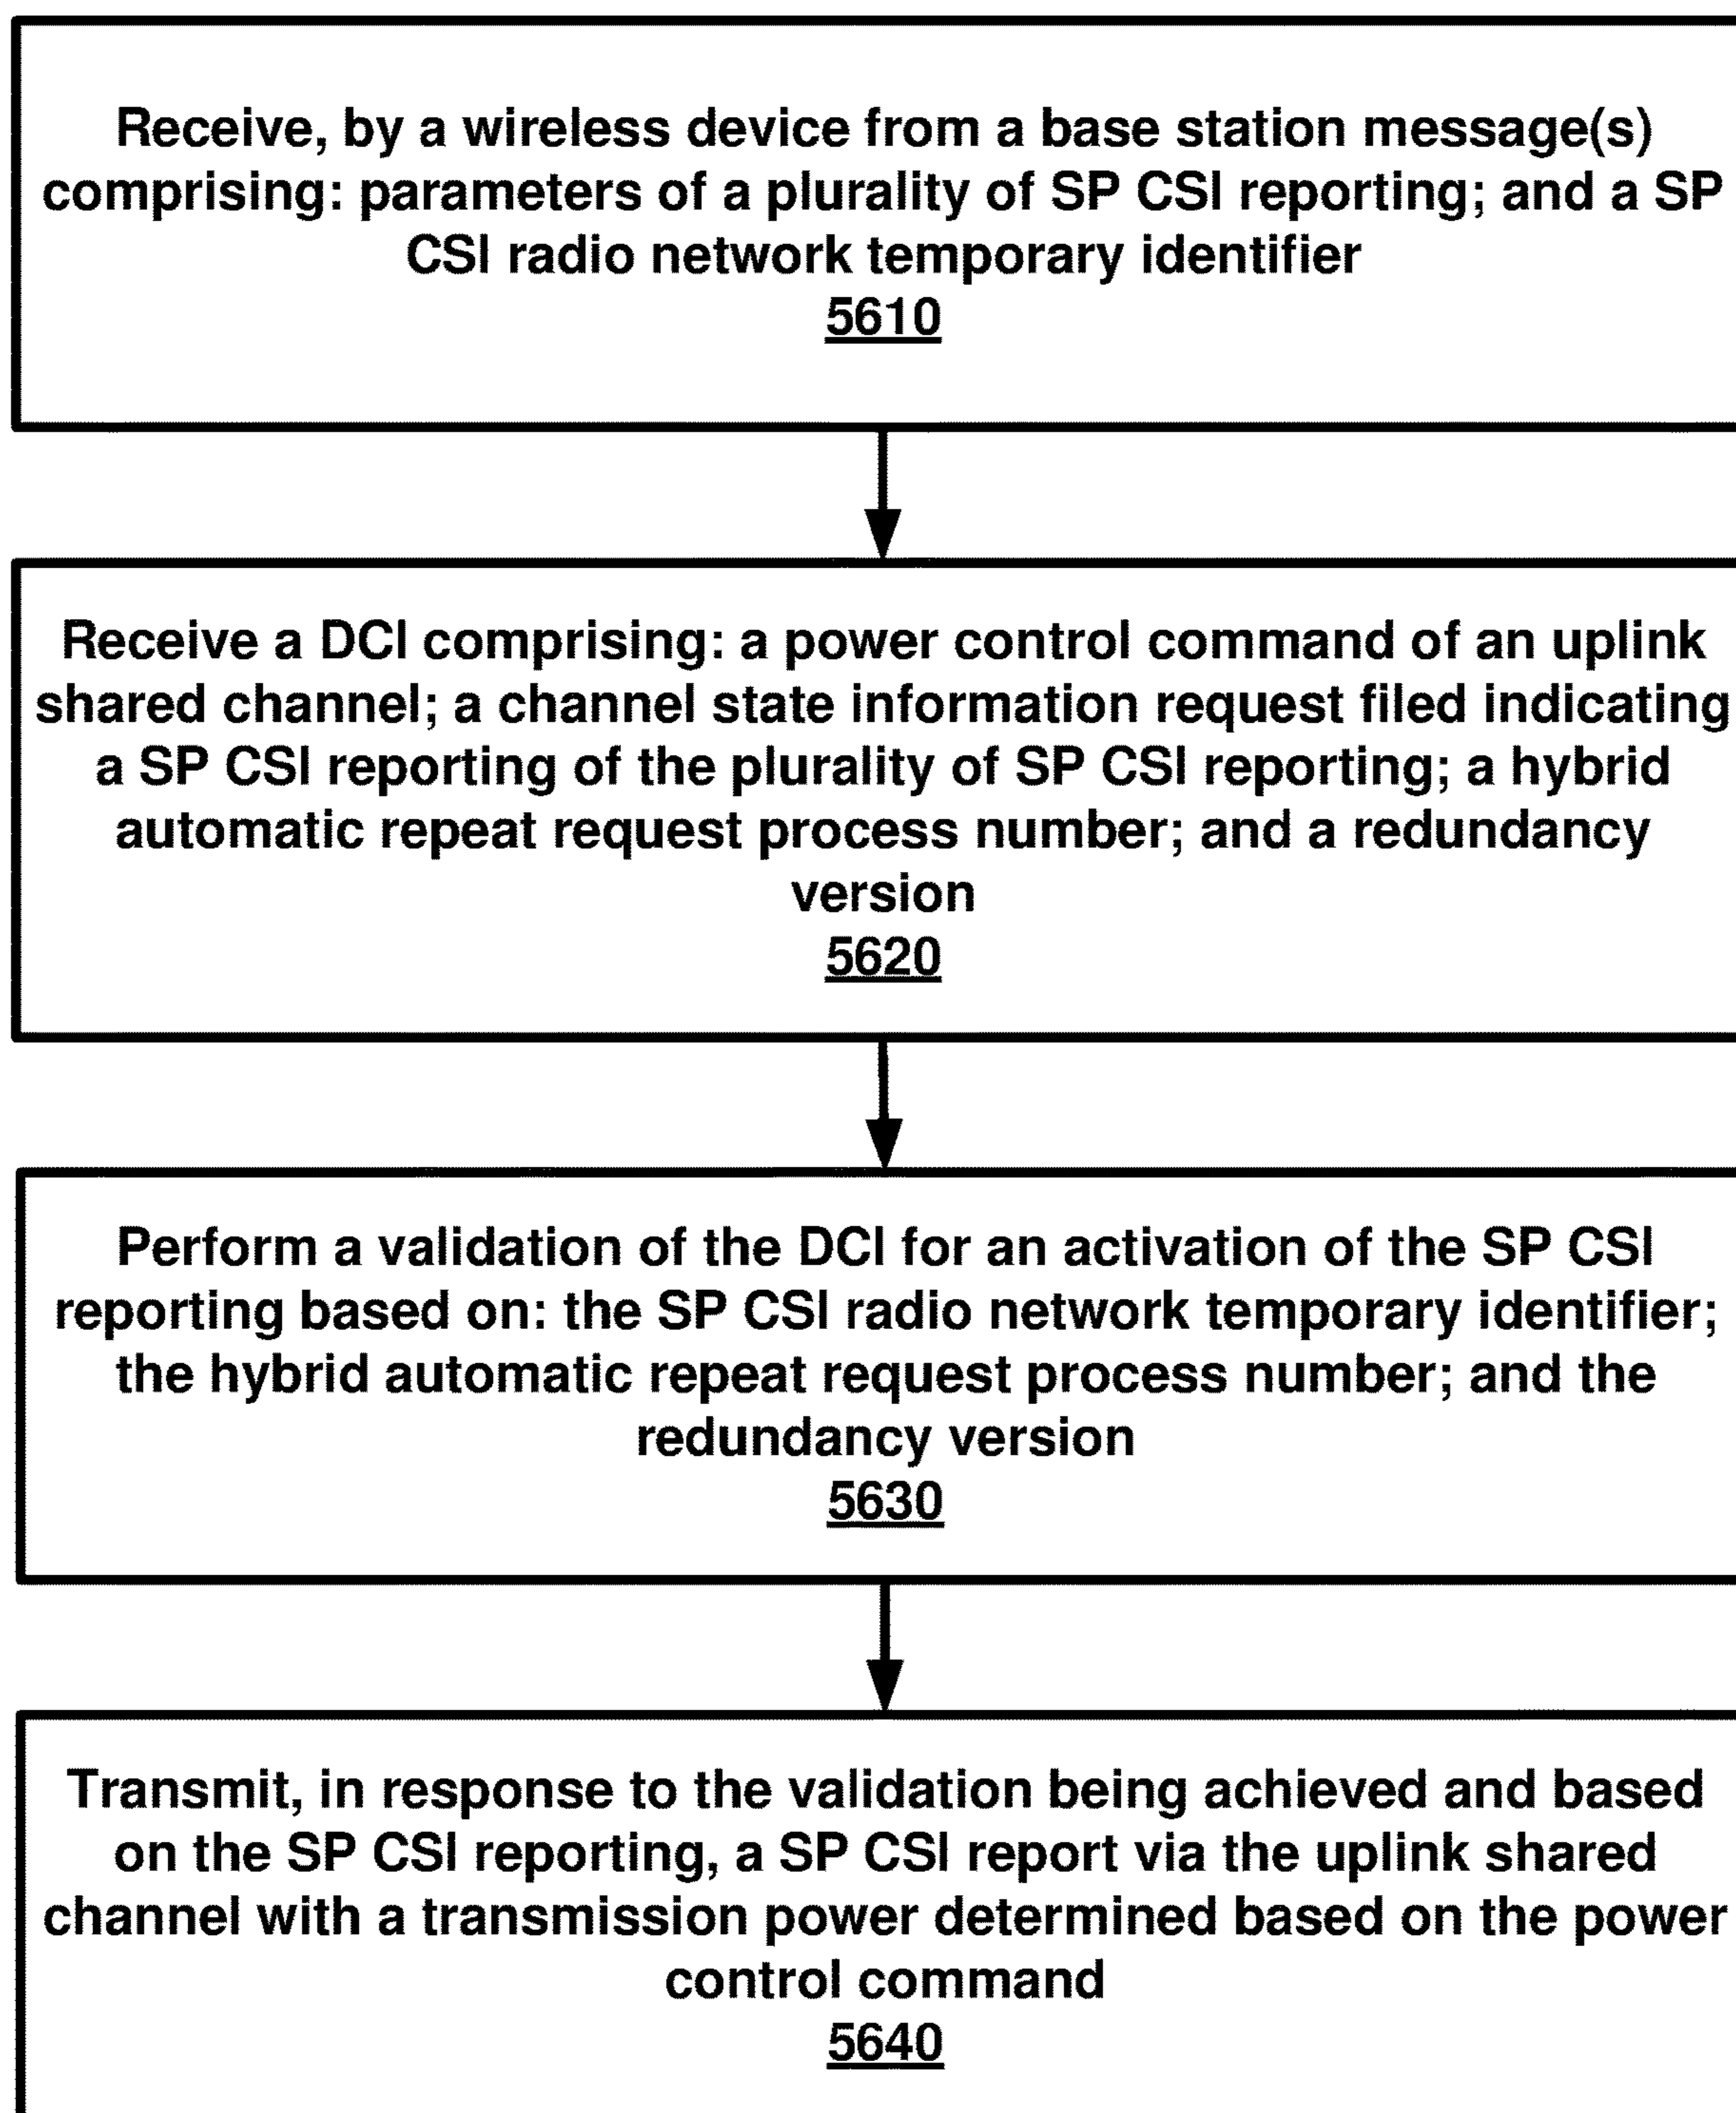 Receive, by a wireless device from a base station message(s)
comprising: parameters of a plurality of SP CSI reporting; and a SP
CSI radio network temporary identifier
5610
Receive a DCI comprising: a power control command of an uplink
shared channel; a channel state information request filed indicating
a SP CSI reporting of the plurality of SP CSI reporting; a hybrid
automatic repeat request process number; and a redundancy
version
5620
Perform a validation of the DCI for an activation of the SP CSI
reporting based on: the SP CSI radio network temporary identifier;
the hybrid automatic repeat request process number; and the
redundancy version
5630
Transmit, in response to the validation being achieved and based
on the SP CSI reporting, a SP CSI report via the uplink shared
channel with a transmission power determined based on the power
control command
5640